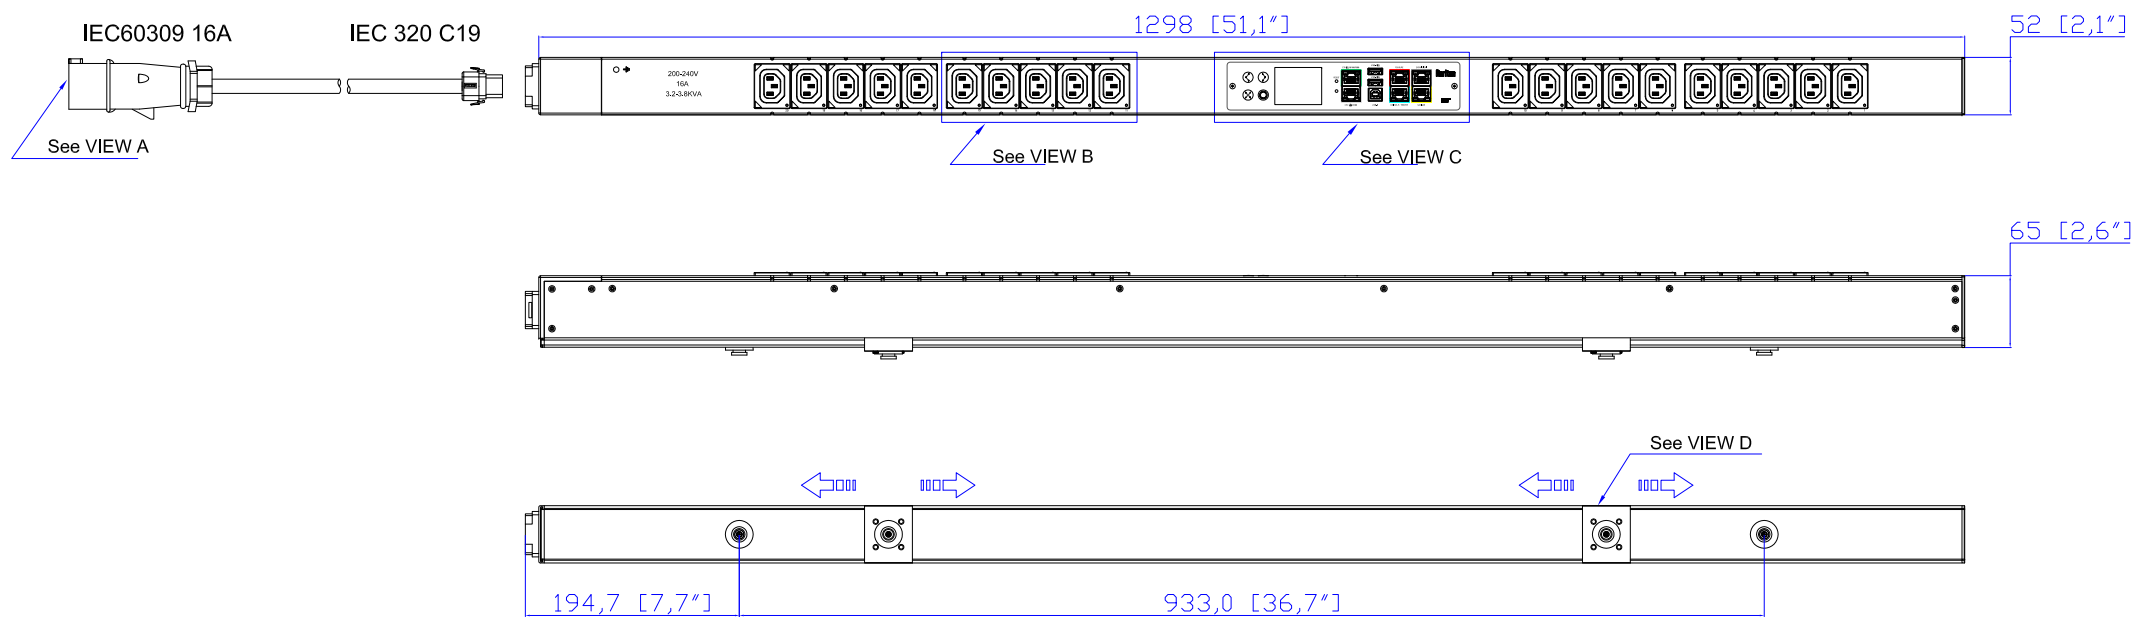 IEC60309 16A
IEC 320 C19
1298 [51,1"]
52 [2,1"]
200-240V
16A
3.2-3.8KVA
Raritan
See VIEW A
See VIEW B
See VIEW C
65 [2,6"]
See VIEW D
194,7 [7,7"]
933,0 [36,7"]